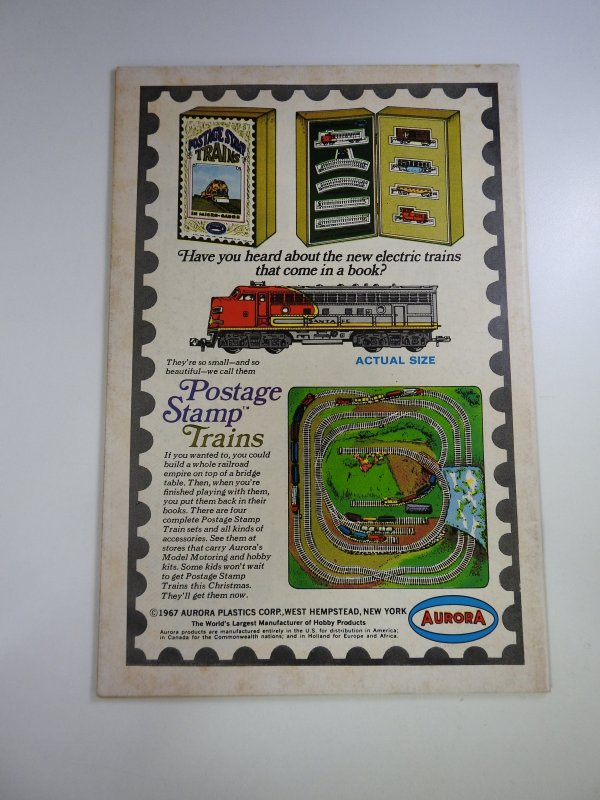 POSTAGE STAMP
TRAINS
IN MICRO-GAUGE
Have you heard about the new electric trains
that come in a book?
SANTA FE
They're so small—and so
beautiful—we call them
ACTUAL SIZE
Postage
Stamp™
Trains
If you wanted to, you could
build a whole railroad
empire on top of a bridge
table. Then, when you're
finished playing with them,
you put them back in their
books. There are four
complete Postage Stamp
Train sets and all kinds of
accessories. See them at
stores that carry Aurora's
Model Motoring and hobby
kits. Some kids won't wait
to get Postage Stamp
Trains this Christmas.
They'll get them now.
©1967 AURORA PLASTICS CORP., WEST HEMPSTEAD, NEW YORK
The World's Largest Manufacturer of Hobby Products
Aurora products are manufactured entirely in the U.S. for distribution in America;
in Canada for the Commonwealth nations; and in Holland for Europe and Africa.
AURORA